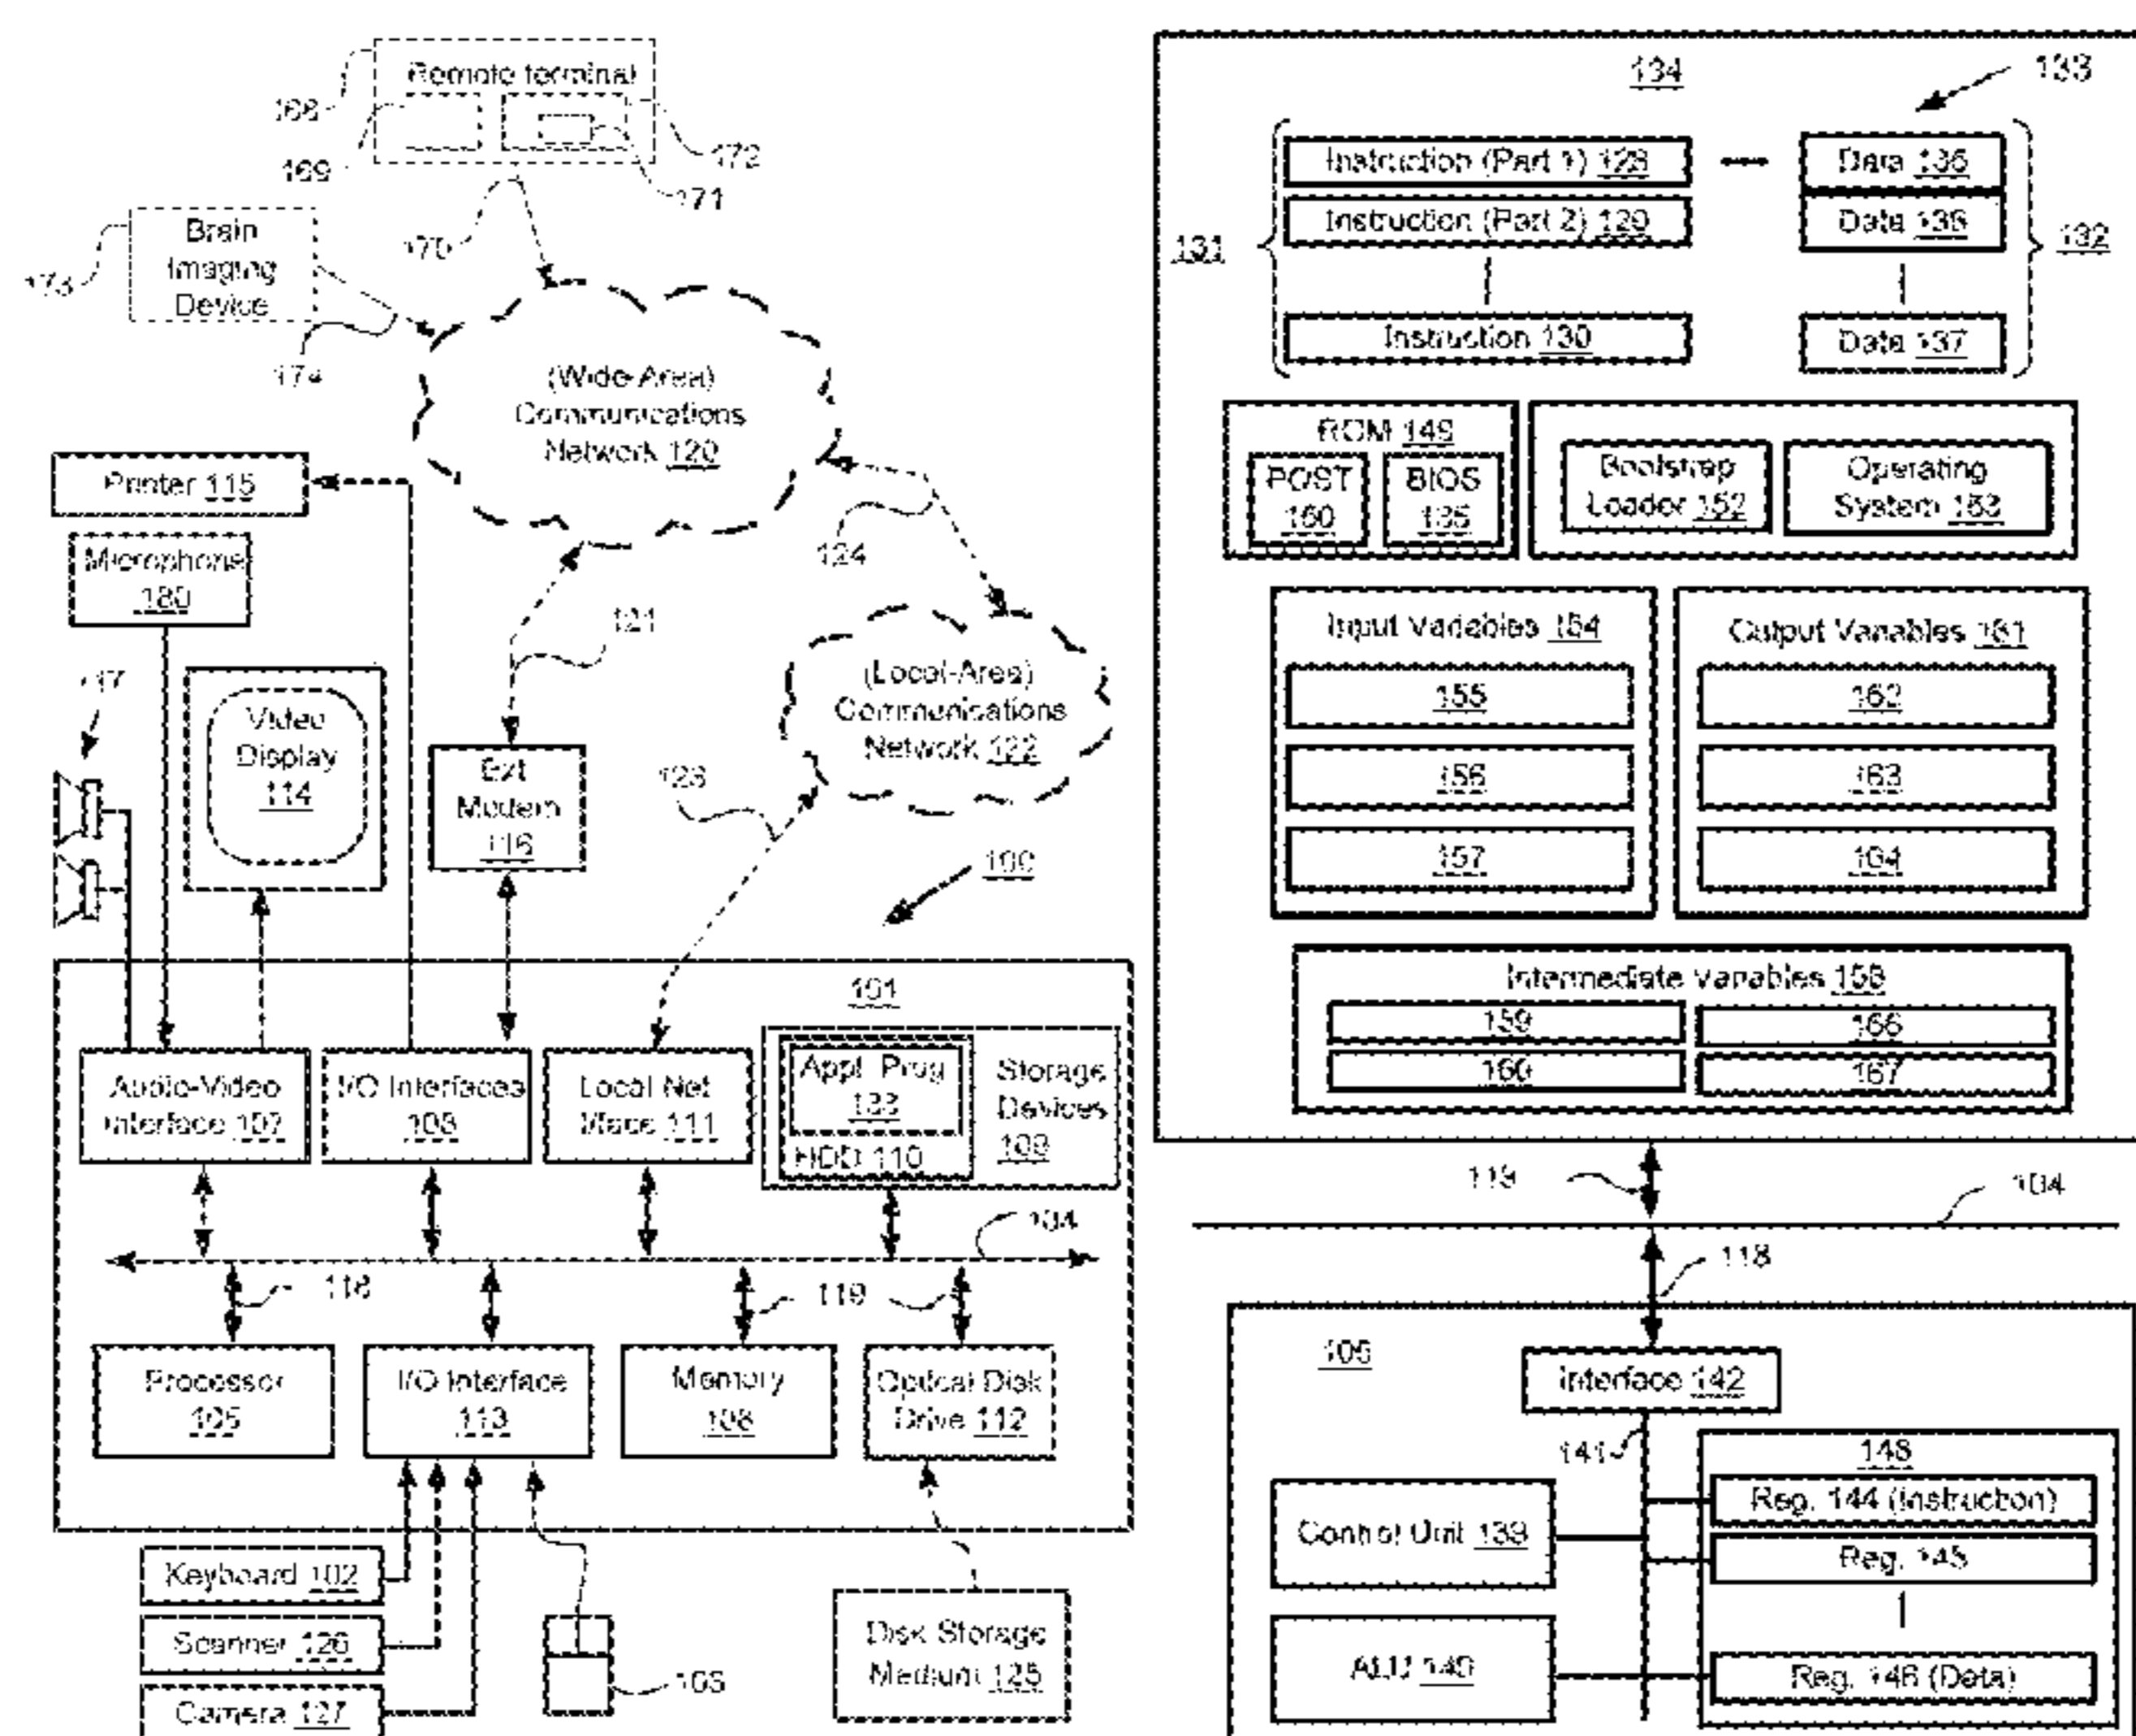 Remote terminal
168
169
172
171
170
Brain
Imaging
Device
173
174
(Wide-Area)
Communications
Network 120
Printer 115
Microphone
180
124
121
117
Video
Display
114
Ext
Modem
116
(Local-Area)
Communications
Network 122
123
100
101
Audio-Video
Interface 107
I/O Interfaces
108
Local Net
I/face 111
Appl. Prog
133
HDD 110
Storage
Devices
109
104
118
119
Processor
105
I/O Interface
113
Memory
106
Optical Disk
Drive 112
Keyboard 102
Scanner 126
Camera 127
103
Disk Storage
Medium 125
134
133
Instruction (Part 1) 128
Data 135
Instruction (Part 2) 129
Data 136
131
132
Instruction 130
Data 137
ROM 149
POST
150
BIOS
Bootstrap
Loader 152
Operating
System 153
Input Variables 154
Output Variables 161
155
162
156
163
157
164
Intermediate Variables 158
159
166
160
167
119
104
118
105
Interface 142
141
148
Control Unit 139
Reg. 144 (Instruction)
Reg. 145
ALU 140
Reg. 146 (Data)